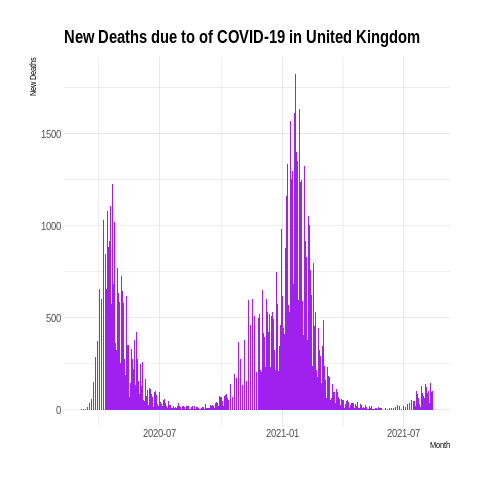 New Deaths due to of COVID-19 in United Kingdom
New Deaths
1500
1000
500
0
2020-07
2021-01
2021-07
Month